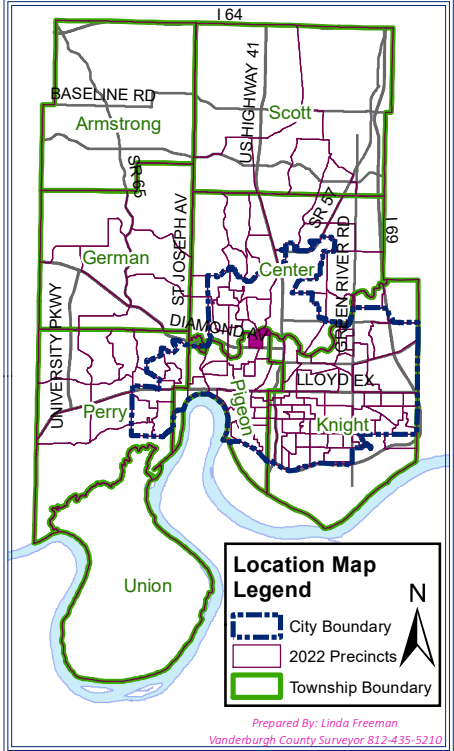 I 64
US HIGHWAY 41
BASELINE RD
Scott
Armstrong
SR 65
SR 57
ST. JOSEPH AV
I 69
GREEN RIVER RD
German
Center
UNIVERSITY PKWY
DIAMOND A
LLOYD EX
Perry
Pigeon
Knight
Union
Location Map
Legend
N
City Boundary
2022 Precincts
Township Boundary
Prepared By: Linda Freeman
Vanderburgh County Surveyor 812-435-5210